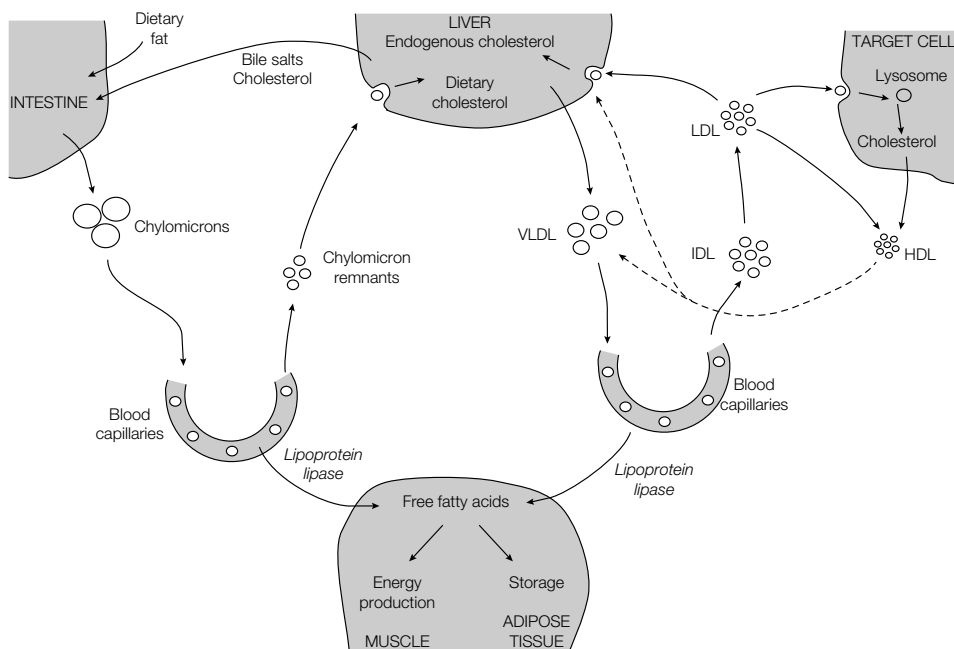 Dietary
fat
INTESTINE
Bile salts
Cholesterol
LIVER
Endogenous cholesterol
Dietary
cholesterol
TARGET CELL
Lysosome
Cholesterol
LDL
Chylomicrons
Chylomicron
remnants
VLDL
IDL
HDL
Blood
capillaries
Blood
capillaries
Lipoprotein
lipase
Lipoprotein
lipase
Free fatty acids
Energy
production
Storage
MUSCLE
ADIPOSE
TISSUE